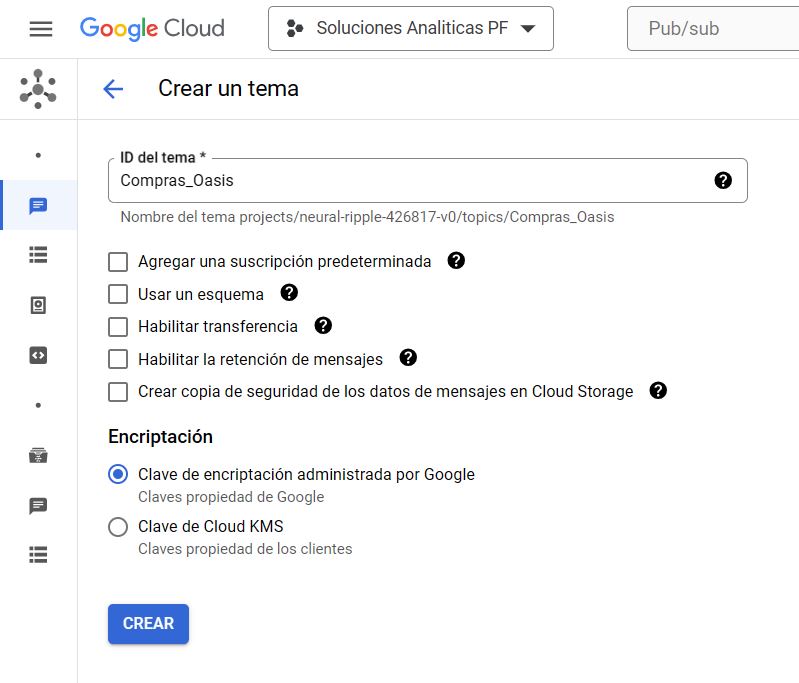 Google Cloud
Soluciones Analiticas PF
Pub/sub
Crear un tema
ID del tema *
Compras_Oasis
Nombre del tema projects/neural-ripple-426817-v0/topics/Compras_Oasis
Agregar una suscripción predeterminada
Usar un esquema
Habilitar transferencia
Habilitar la retención de mensajes
Crear copia de seguridad de los datos de mensajes en Cloud Storage
Encriptación
Clave de encriptación administrada por Google
Claves propiedad de Google
Clave de Cloud KMS
Claves propiedad de los clientes
CREAR